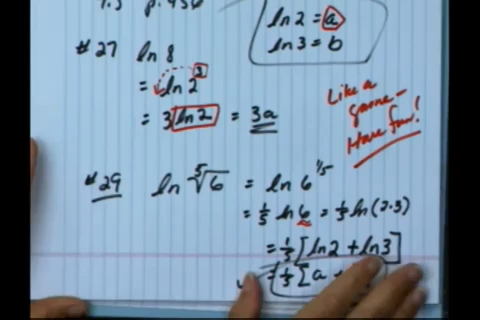 p. 456
ln 2 = a
ln 3 = b
#27 ln 8
= ln 2³
= 3 ln 2 = 3a
Like a
game –
Have fun!
#29 ln ⁵√6 = ln 6^1/5
= 1/5 ln 6 = 1/5 ln(2·3)
= 1/5 [ln 2 + ln 3]
= 1/5 [a +